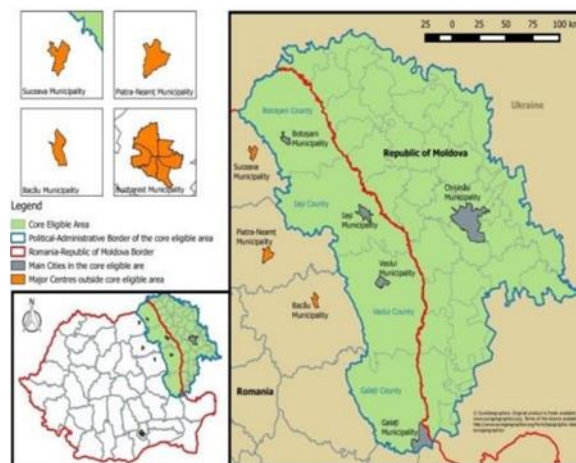 Suceava Municipality
Piatra-Neamț Municipality
Bacău Municipality
Bucharest Municipality
Legend
Core Eligible Area
Political-Administrative Border of the core eligible area
Romania-Republic of Moldova Border
Main Cities in the core eligible are
Major Centres outside core eligible area
N
25 0 25 50 75 100 km
Ukraine
Botoșani County
Botoșani
Municipality
Republic of Moldova
Suceava
Municipality
Chișinău
Municipality
Iași County
Iași
Municipality
Piatra-Neamț
Municipality
Vaslui
Municipality
Bacău
Municipality
Vaslui County
Romania
Galați County
Galați
Municipality